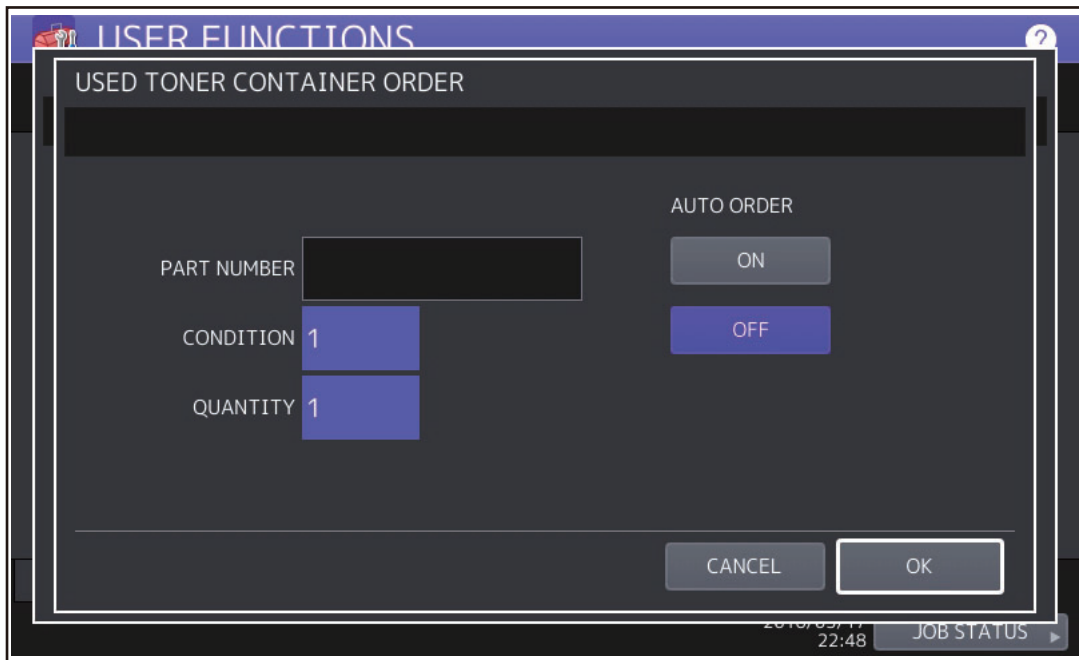 USER FUNCTIONS
?
USED TONER CONTAINER ORDER
AUTO ORDER
PART NUMBER
ON
CONDITION 1
OFF
QUANTITY 1
CANCEL
OK
22:48
JOB STATUS